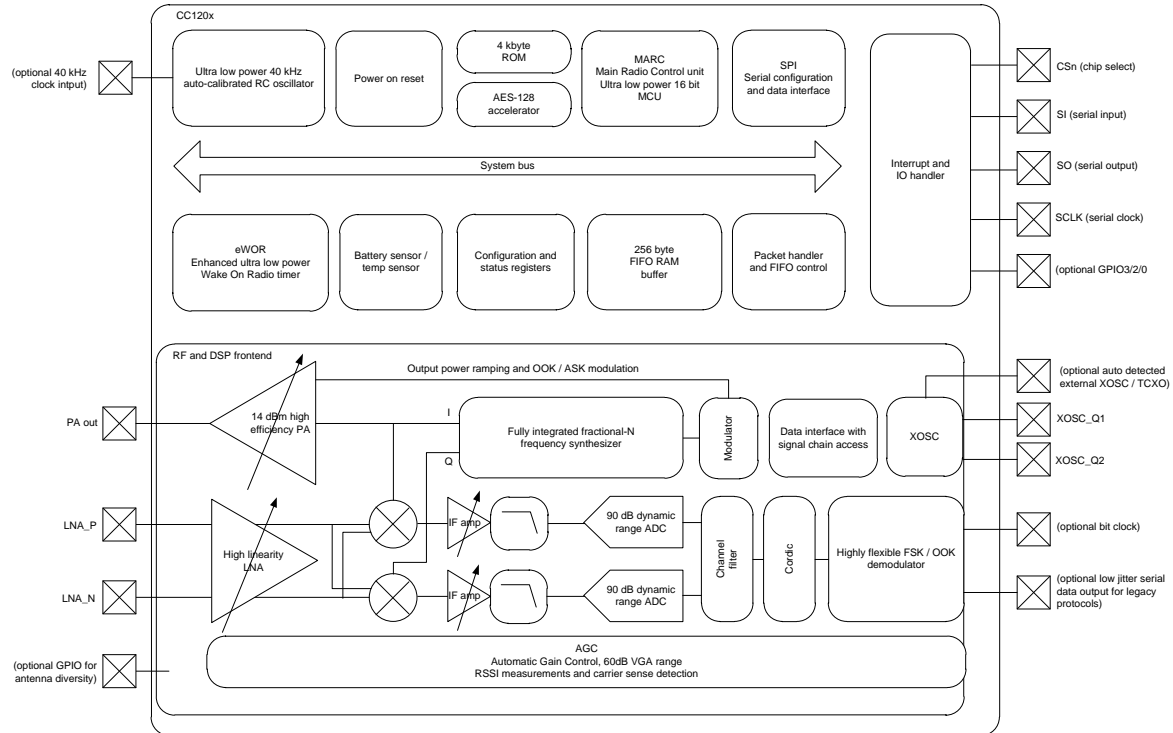 CC120x
(optional 40 kHz
clock intput)
Ultra low power 40 kHz
auto-calibrated RC oscillator
Power on reset
4 kbyte
ROM
AES-128
accelerator
MARC
Main Radio Control unit
Ultra low power 16 bit
MCU
SPI
Serial configuration
and data interface
Interrupt and
IO handler
CSn (chip select)
SI (serial input)
SO (serial output)
SCLK (serial clock)
(optional GPIO3/2/0
System bus
eWOR
Enhanced ultra low power
Wake On Radio timer
Battery sensor /
temp sensor
Configuration and
status registers
256 byte
FIFO RAM
buffer
Packet handler
and FIFO control
RF and DSP frontend
Output power ramping and OOK / ASK modulation
(optional auto detected
external XOSC / TCXO)
PA out
14 dBm high
efficiency PA
I
Q
Fully integrated fractional-N
frequency synthesizer
Modulator
Data interface with
signal chain access
XOSC
XOSC_Q1
XOSC_Q2
LNA_P
LNA_N
High linearity
LNA
IF amp
IF amp
90 dB dynamic
range ADC
90 dB dynamic
range ADC
Channel
filter
Cordic
Highly flexible FSK / OOK
demodulator
(optional bit clock)
(optional low jitter serial
data output for legacy
protocols)
(optional GPIO for
antenna diversity)
AGC
Automatic Gain Control, 60dB VGA range
RSSI measurements and carrier sense detection